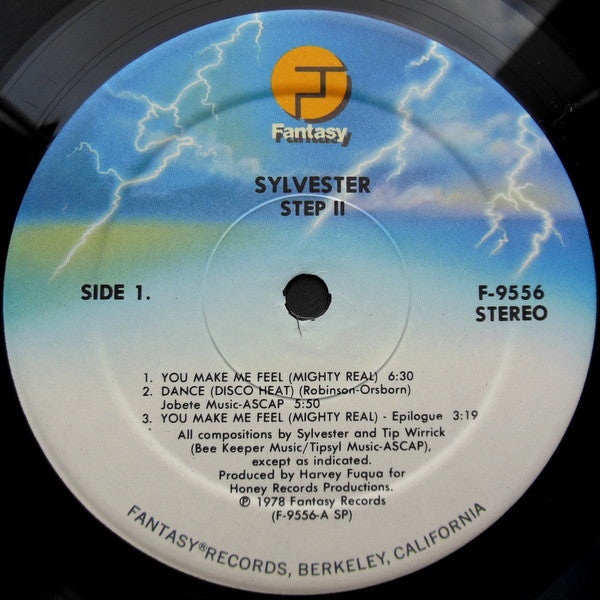 Fantasy
SYLVESTER
STEP II
SIDE 1.
F-9556
STEREO
1. YOU MAKE ME FEEL (MIGHTY REAL) 6:30
2. DANCE (DISCO HEAT) (Robinson-Orsborn)
Jobete Music-ASCAP 5:50
3. YOU MAKE ME FEEL (MIGHTY REAL) - Epilogue 3:19
All compositions by Sylvester and Tip Wirrick
(Bee Keeper Music/Tipsyl Music-ASCAP),
except as indicated.
Produced by Harvey Fuqua for
Honey Records Productions.
℗ 1978 Fantasy Records
(F-9556-A SP)
FANTASY® RECORDS, BERKELEY, CALIFORNIA